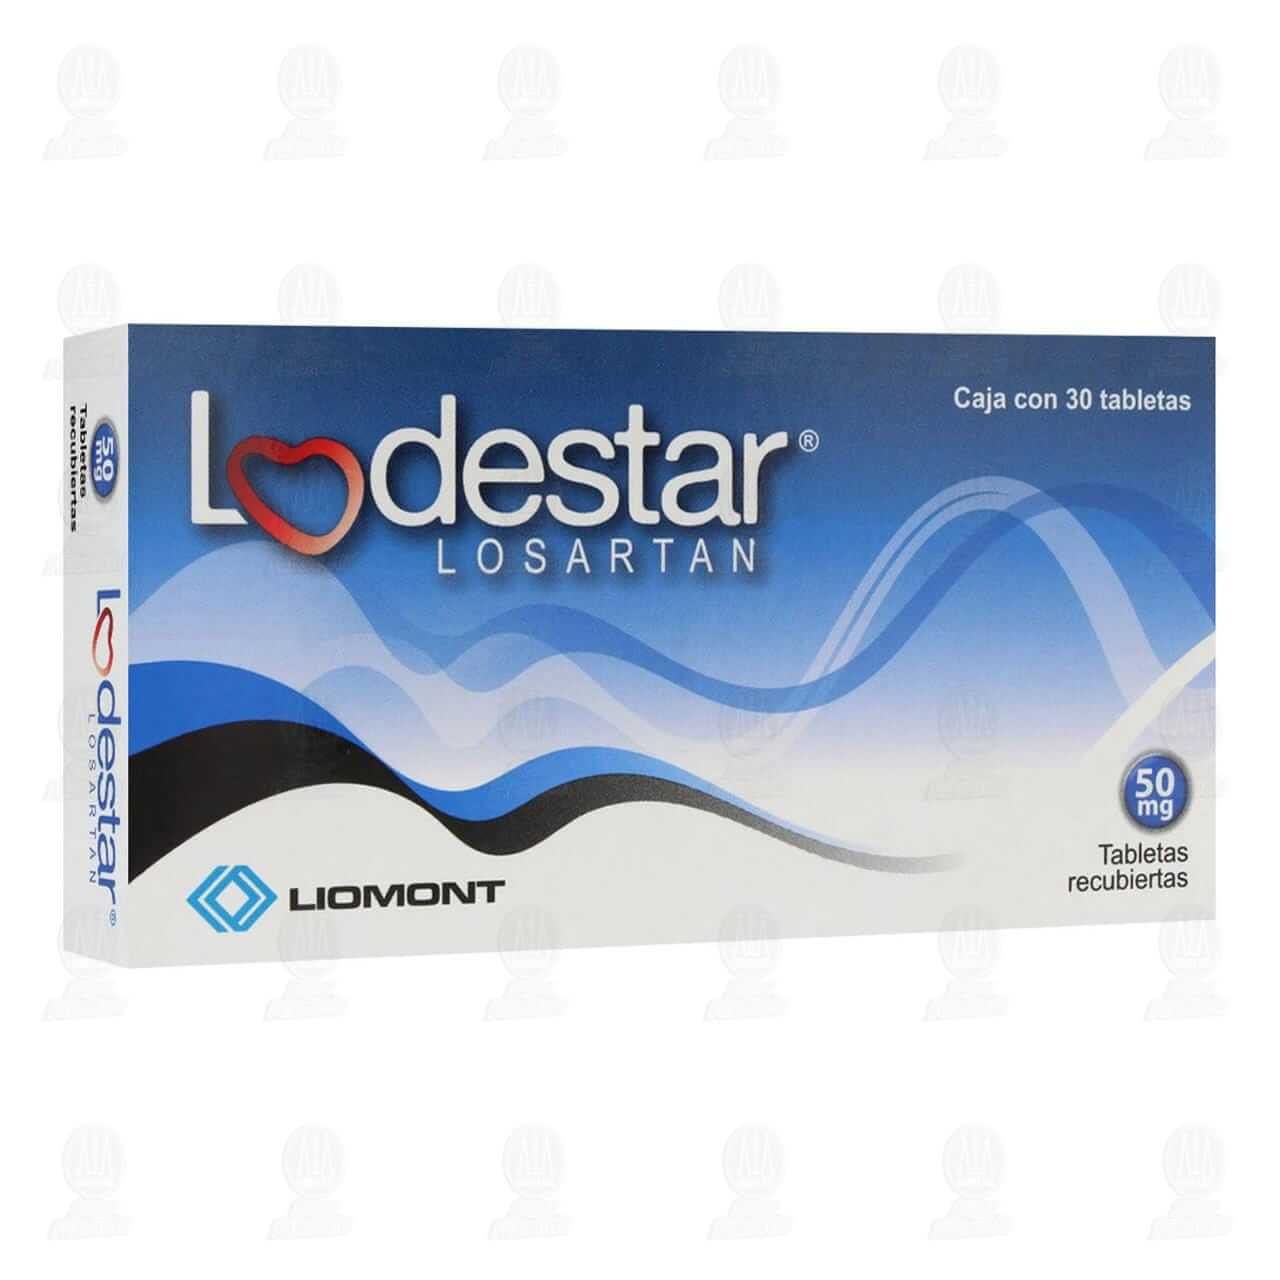 Lodestar®
LOSARTAN
Caja con 30 tabletas
50
mg
Tabletas
recubiertas
LIOMONT
50
mg
Tabletas
recubiertas
Lodestar®
LOSARTAN